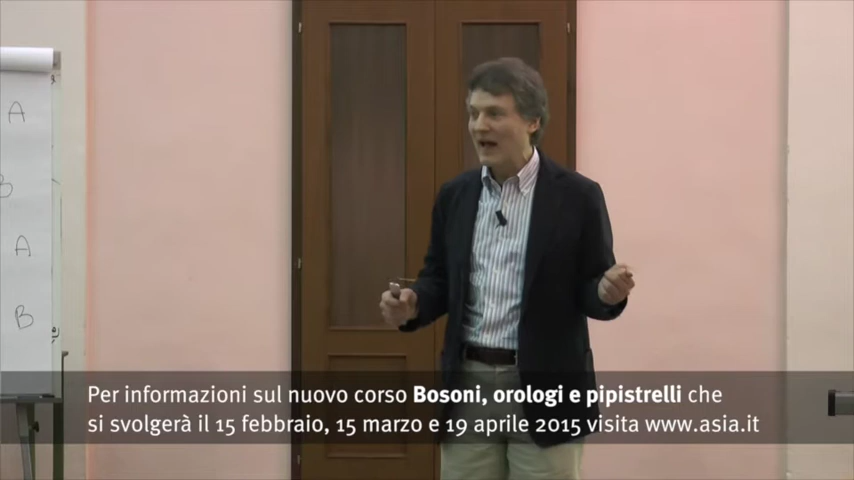 A
B
A
B
Per informazioni sul nuovo corso Bosoni, orologi e pipistrelli che
si svolgerà il 15 febbraio, 15 marzo e 19 aprile 2015 visita www.asia.it